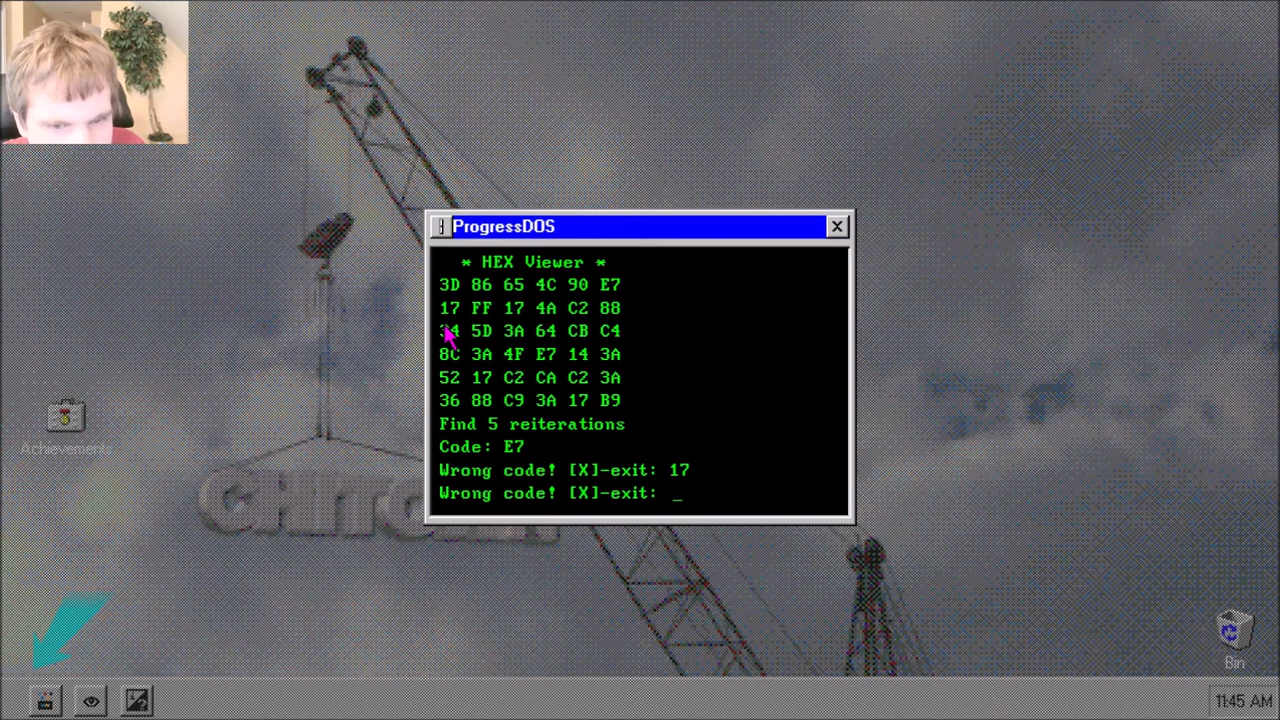 ProgressDOS
* HEX Viewer *
3D 86 65 4C 90 E7
17 FF 17 4A C2 88
34 5D 3A 64 CB C4
8C 3A 4F E7 14 3A
52 17 C2 CA C2 3A
36 88 C9 3A 17 B9
Find 5 reiterations
Code: E7
Wrong code! [X]-exit: 17
Wrong code! [X]-exit: _
Achievements
Bin
11:45 AM